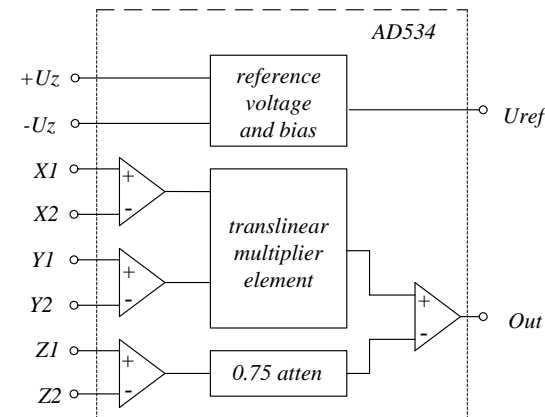 AD534
+Uz
-Uz
reference
voltage
and bias
Uref
X1
+
X2
-
translinear
multiplier
element
Y1
+
Y2
-
+
-
Out
Z1
+
Z2
-
0.75 atten